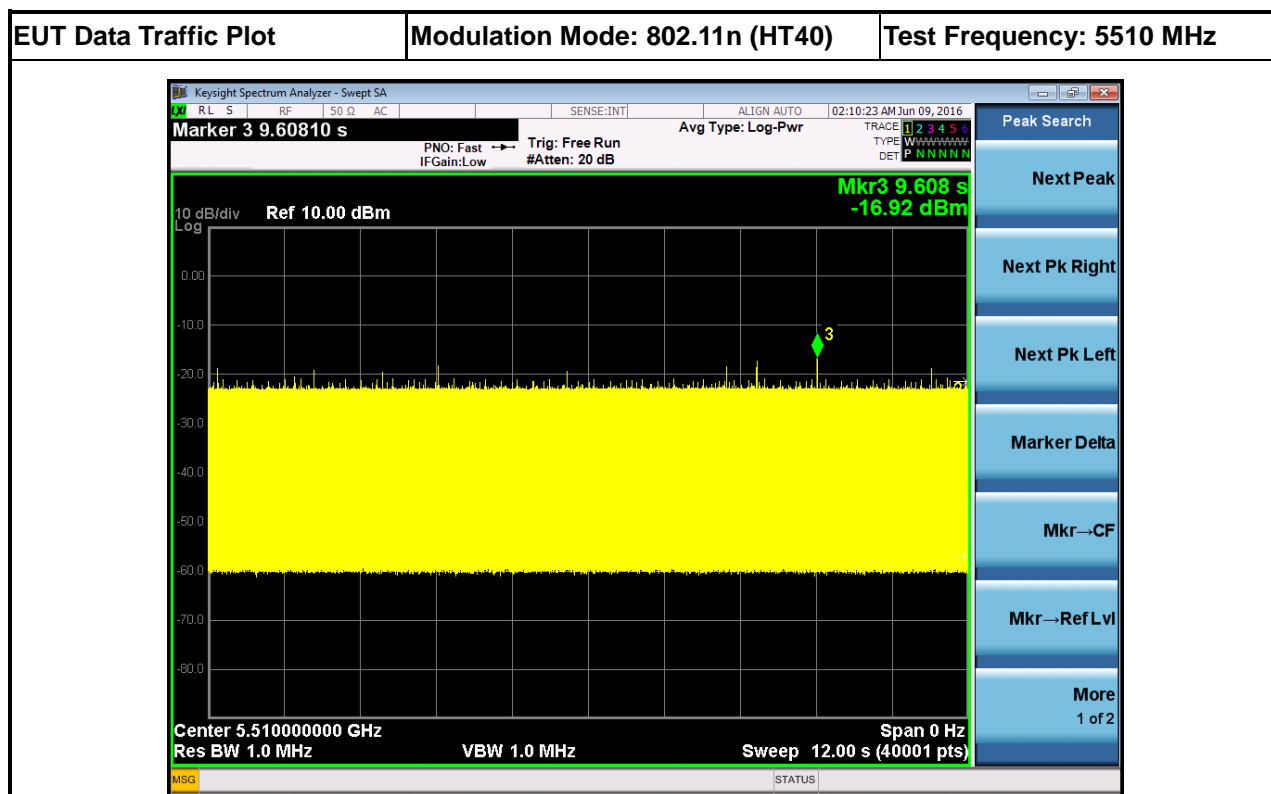 EUT Data Traffic Plot Modulation Mode: 802.11n (HT40) Test Frequency: 5510 MHz
Keysight Spectrum Analyzer - Swept SA
LXI RL S RF 50 Ω AC SENSE:INT ALIGN AUTO 02:10:23 AM Jun 09, 2016
Marker 3 9.60810 s
PNO: Fast
IFGain:Low
Trig: Free Run
#Atten: 20 dB
Avg Type: Log-Pwr
TRACE 1 2 3 4 5 6
TYPE WWWWWW
DET P N N N N N
Peak Search
Mkr3 9.608 s
-16.92 dBm
10 dB/div Ref 10.00 dBm
Log
0.00
-10.0
-20.0
-30.0
-40.0
-50.0
-60.0
-70.0
-80.0
3
Center 5.510000000 GHz Span 0 Hz
Res BW 1.0 MHz VBW 1.0 MHz Sweep 12.00 s (40001 pts)
MSG STATUS
Next Peak
Next Pk Right
Next Pk Left
Marker Delta
Mkr→CF
Mkr→Ref Lvl
More
1 of 2